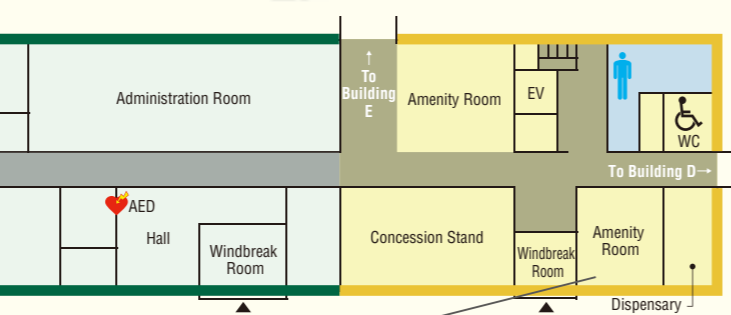 ↑
To
Building
E
Administration Room
Amenity Room
EV
WC
To Building D→
AED
Hall
Windbreak
Room
Concession Stand
Windbreak
Room
Amenity
Room
Dispensary